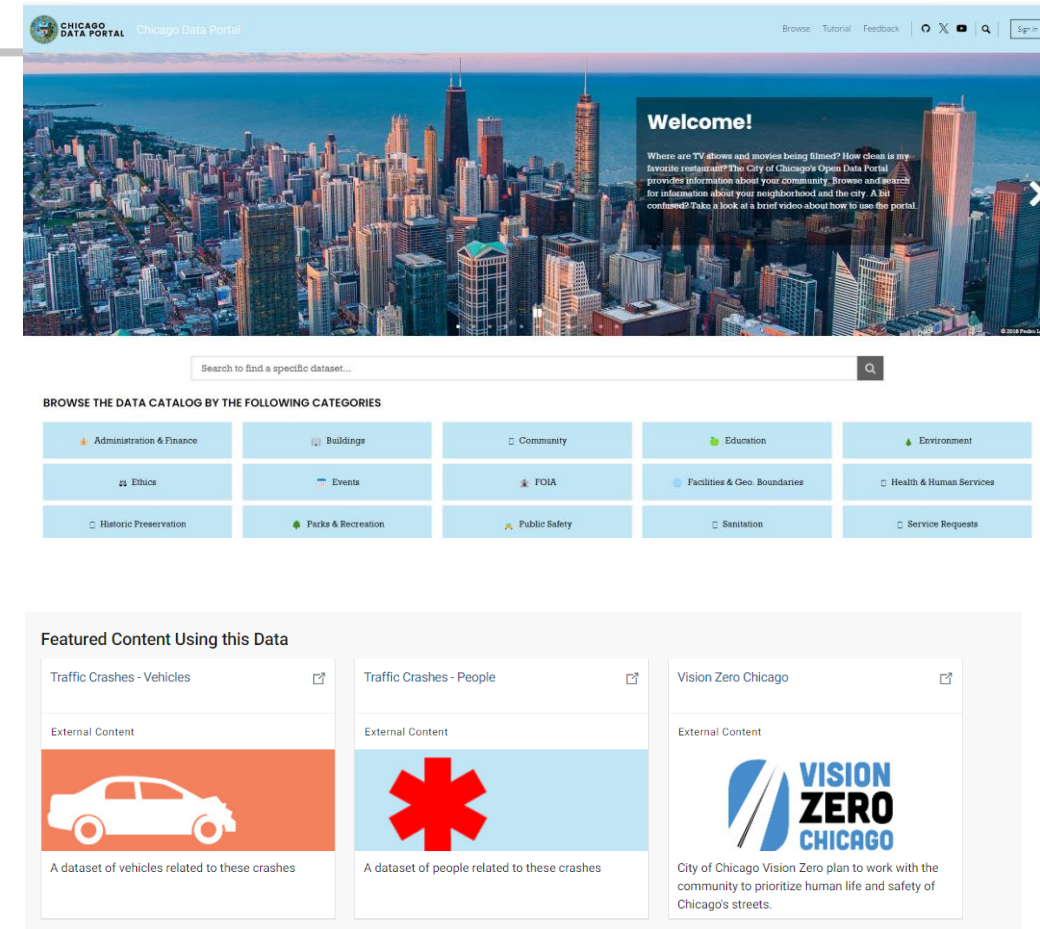 CHICAGO
DATA PORTAL
Chicago Data Portal
Browse Tutorial Feedback
Sign In
Welcome!
Where are TV shows and movies being filmed? How clean is my
favorite restaurant? The City of Chicago's Open Data Portal
provides information about your community. Browse and search
for information about your neighborhood and the city. A bit
confused? Take a look at a brief video about how to use the portal.
© 2016 Pedro
Search to find a specific dataset...
BROWSE THE DATA CATALOG BY THE FOLLOWING CATEGORIES
Administration & Finance
Buildings
Community
Education
Environment
Ethics
Events
FOIA
Facilities & Geo. Boundaries
Health & Human Services
Historic Preservation
Parks & Recreation
Public Safety
Sanitation
Service Requests
Featured Content Using this Data
Traffic Crashes - Vehicles
Traffic Crashes - People
Vision Zero Chicago
External Content
External Content
External Content
VISION
ZERO
CHICAGO
A dataset of vehicles related to these crashes
A dataset of people related to these crashes
City of Chicago Vision Zero plan to work with the
community to prioritize human life and safety of
Chicago's streets.